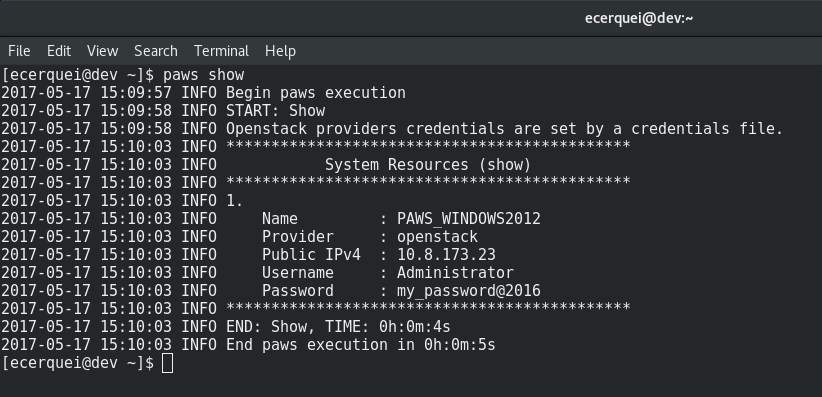 ecerquei@dev:~
File Edit View Search Terminal Help
[ecerquei@dev ~]$ paws show
2017-05-17 15:09:57 INFO Begin paws execution
2017-05-17 15:09:58 INFO START: Show
2017-05-17 15:09:58 INFO Openstack providers credentials are set by a credentials file.
2017-05-17 15:10:03 INFO *********************************************
2017-05-17 15:10:03 INFO            System Resources (show)
2017-05-17 15:10:03 INFO *********************************************
2017-05-17 15:10:03 INFO 1.
2017-05-17 15:10:03 INFO     Name         : PAWS_WINDOWS2012
2017-05-17 15:10:03 INFO     Provider     : openstack
2017-05-17 15:10:03 INFO     Public IPv4  : 10.8.173.23
2017-05-17 15:10:03 INFO     Username     : Administrator
2017-05-17 15:10:03 INFO     Password     : my_password@2016
2017-05-17 15:10:03 INFO *********************************************
2017-05-17 15:10:03 INFO END: Show, TIME: 0h:0m:4s
2017-05-17 15:10:03 INFO End paws execution in 0h:0m:5s
[ecerquei@dev ~]$